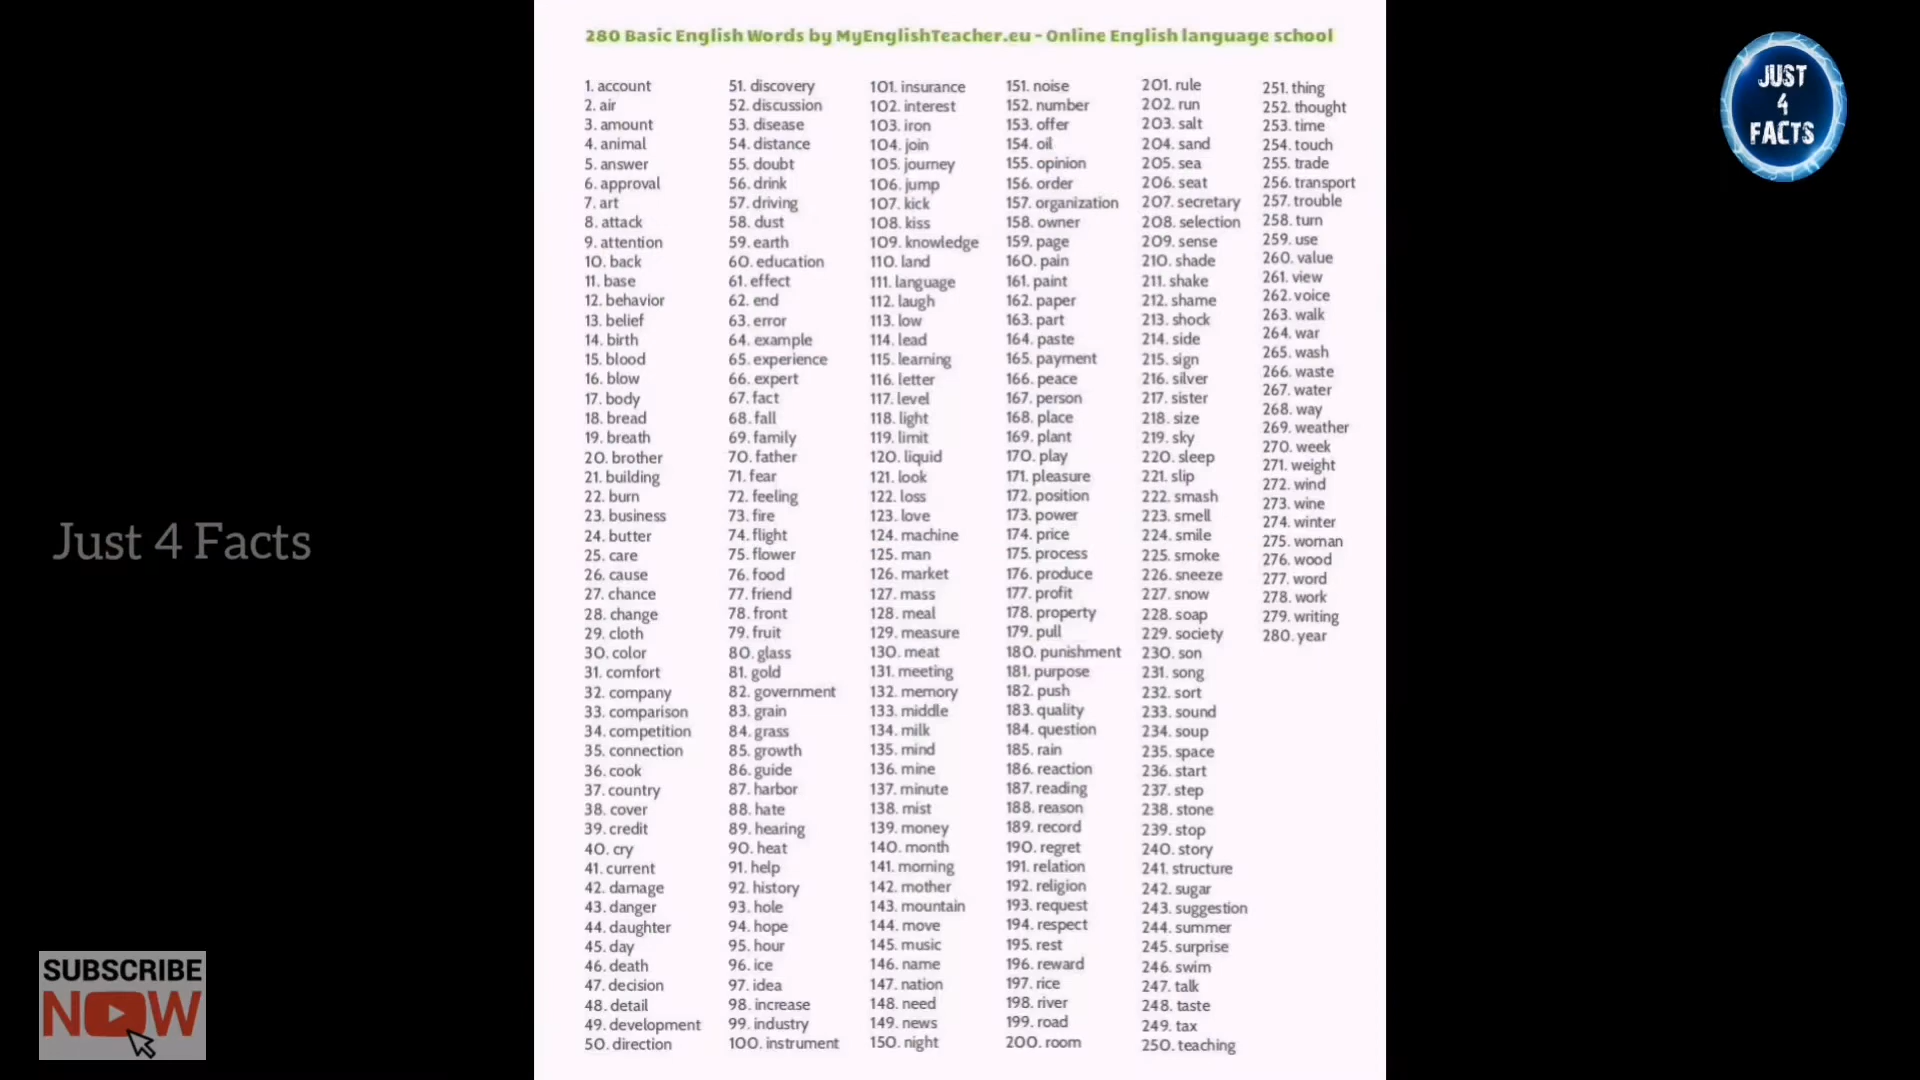 280 Basic English Words by MyEnglishTeacher.eu - Online English language school
1. account
2. air
3. amount
4. animal
5. answer
6. approval
7. art
8. attack
9. attention
10. back
11. base
12. behavior
13. belief
14. birth
15. blood
16. blow
17. body
18. bread
19. breath
20. brother
21. building
22. burn
23. business
24. butter
25. care
26. cause
27. chance
28. change
29. cloth
30. color
31. comfort
32. company
33. comparison
34. competition
35. connection
36. cook
37. country
38. cover
39. credit
40. cry
41. current
42. damage
43. danger
44. daughter
45. day
46. death
47. decision
48. detail
49. development
50. direction
51. discovery
52. discussion
53. disease
54. distance
55. doubt
56. drink
57. driving
58. dust
59. earth
60. education
61. effect
62. end
63. error
64. example
65. experience
66. expert
67. fact
68. fall
69. family
70. father
71. fear
72. feeling
73. fire
74. flight
75. flower
76. food
77. friend
78. front
79. fruit
80. glass
81. gold
82. government
83. grain
84. grass
85. growth
86. guide
87. harbor
88. hate
89. hearing
90. heat
91. help
92. history
93. hole
94. hope
95. hour
96. ice
97. idea
98. increase
99. industry
100. instrument
101. insurance
102. interest
103. iron
104. join
105. journey
106. jump
107. kick
108. kiss
109. knowledge
110. land
111. language
112. laugh
113. low
114. lead
115. learning
116. letter
117. level
118. light
119. limit
120. liquid
121. look
122. loss
123. love
124. machine
125. man
126. market
127. mass
128. meal
129. measure
130. meat
131. meeting
132. memory
133. middle
134. milk
135. mind
136. mine
137. minute
138. mist
139. money
140. month
141. morning
142. mother
143. mountain
144. move
145. music
146. name
147. nation
148. need
149. news
150. night
151. noise
152. number
153. offer
154. oil
155. opinion
156. order
157. organization
158. owner
159. page
160. pain
161. paint
162. paper
163. part
164. paste
165. payment
166. peace
167. person
168. place
169. plant
170. play
171. pleasure
172. position
173. power
174. price
175. process
176. produce
177. profit
178. property
179. pull
180. punishment
181. purpose
182. push
183. quality
184. question
185. rain
186. reaction
187. reading
188. reason
189. record
190. regret
191. relation
192. religion
193. request
194. respect
195. rest
196. reward
197. rice
198. river
199. road
200. room
201. rule
202. run
203. salt
204. sand
205. sea
206. seat
207. secretary
208. selection
209. sense
210. shade
211. shake
212. shame
213. shock
214. side
215. sign
216. silver
217. sister
218. size
219. sky
220. sleep
221. slip
222. smash
223. smell
224. smile
225. smoke
226. sneeze
227. snow
228. soap
229. society
230. son
231. song
232. sort
233. sound
234. soup
235. space
236. start
237. step
238. stone
239. stop
240. story
241. structure
242. sugar
243. suggestion
244. summer
245. surprise
246. swim
247. talk
248. taste
249. tax
250. teaching
251. thing
252. thought
253. time
254. touch
255. trade
256. transport
257. trouble
258. turn
259. use
260. value
261. view
262. voice
263. walk
264. war
265. wash
266. waste
267. water
268. way
269. weather
270. week
271. weight
272. wind
273. wine
274. winter
275. woman
276. wood
277. word
278. work
279. writing
280. year
JUST
4
FACTS
Just 4 Facts
SUBSCRIBE
NOW